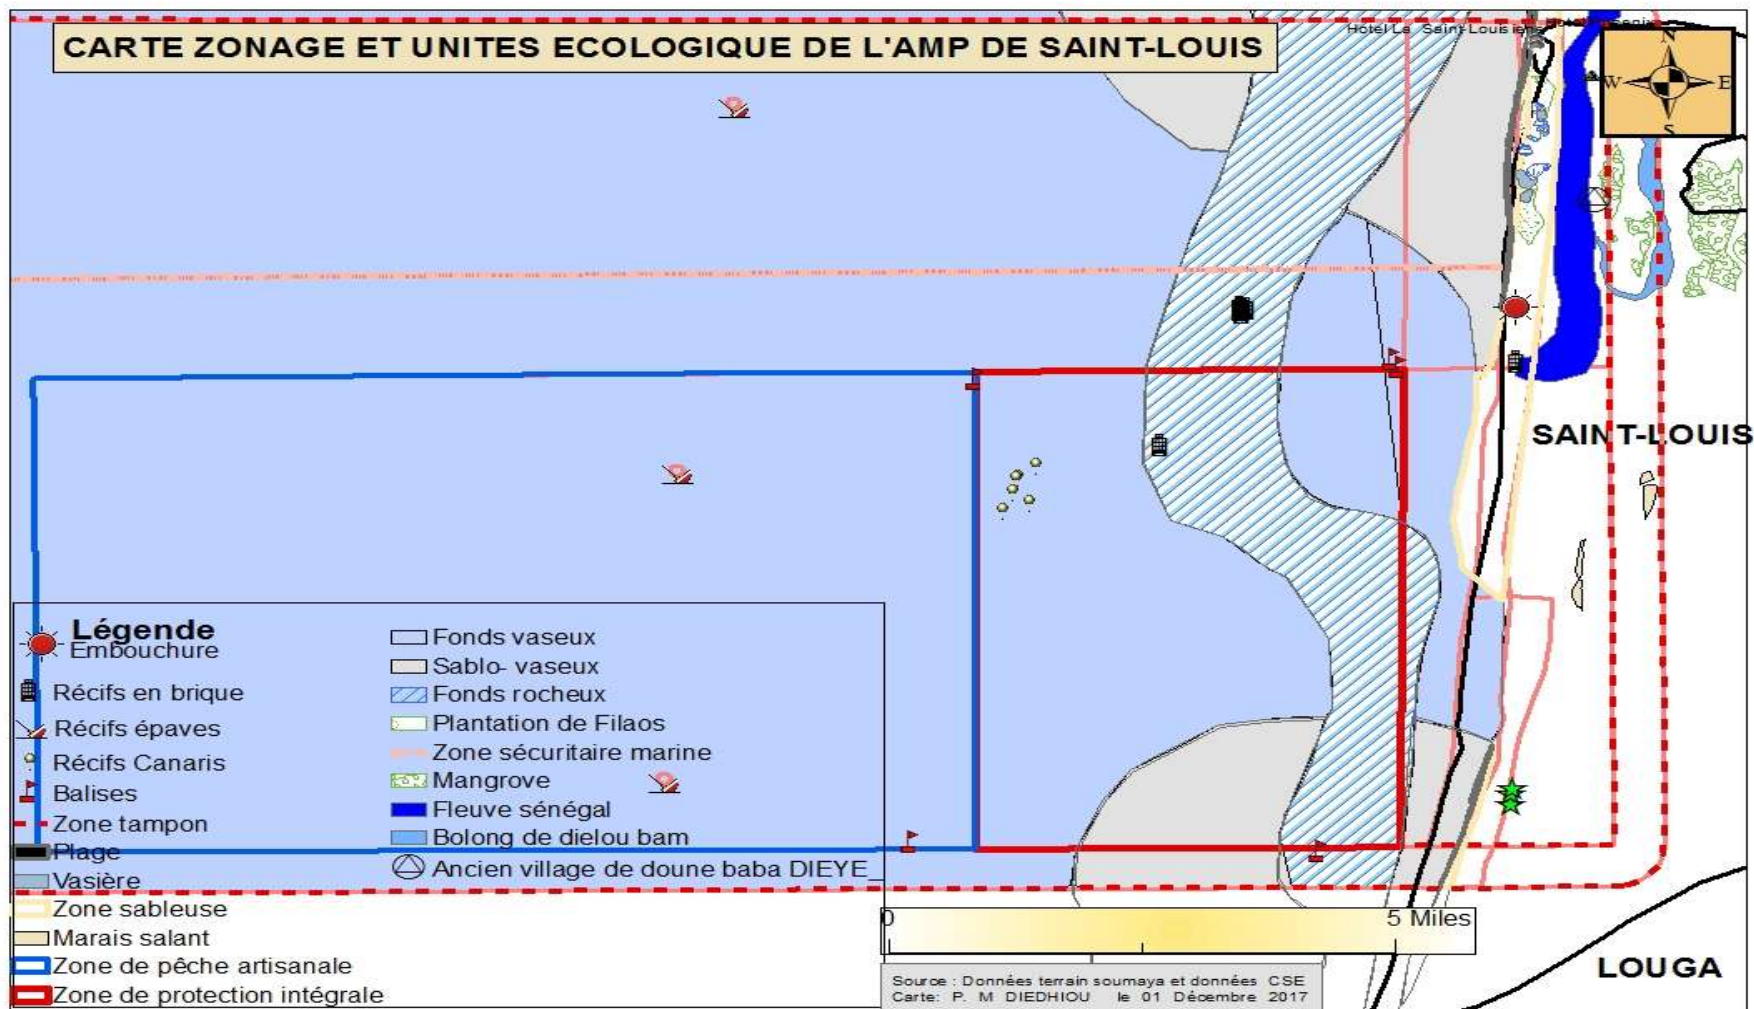 CARTE ZONAGE ET UNITES ECOLOGIQUE DE L'AMP DE SAINT-LOUIS
Hotel La Saint-Louisiene
N
W E
S
SAINT-LOUIS
Légende
Embouchure
Récifs en brique
Récifs épaves
Récifs Canaris
Balises
Zone tampon
Plage
Vasière
Zone sableuse
Marais salant
Zone de pêche artisanale
Zone de protection intégrale
Fonds vaseux
Sablo- vaseux
Fonds rocheux
Plantation de Filaos
Zone sécuritaire marine
Mangrove
Fleuve sénégal
Bolong de dielou bam
Ancien village de doune baba DIEYE_
0 5 Miles
LOUGA
Source : Données terrain soumaya et données CSE
Carte: P. M DIEDHIOU le 01 Décembre 2017